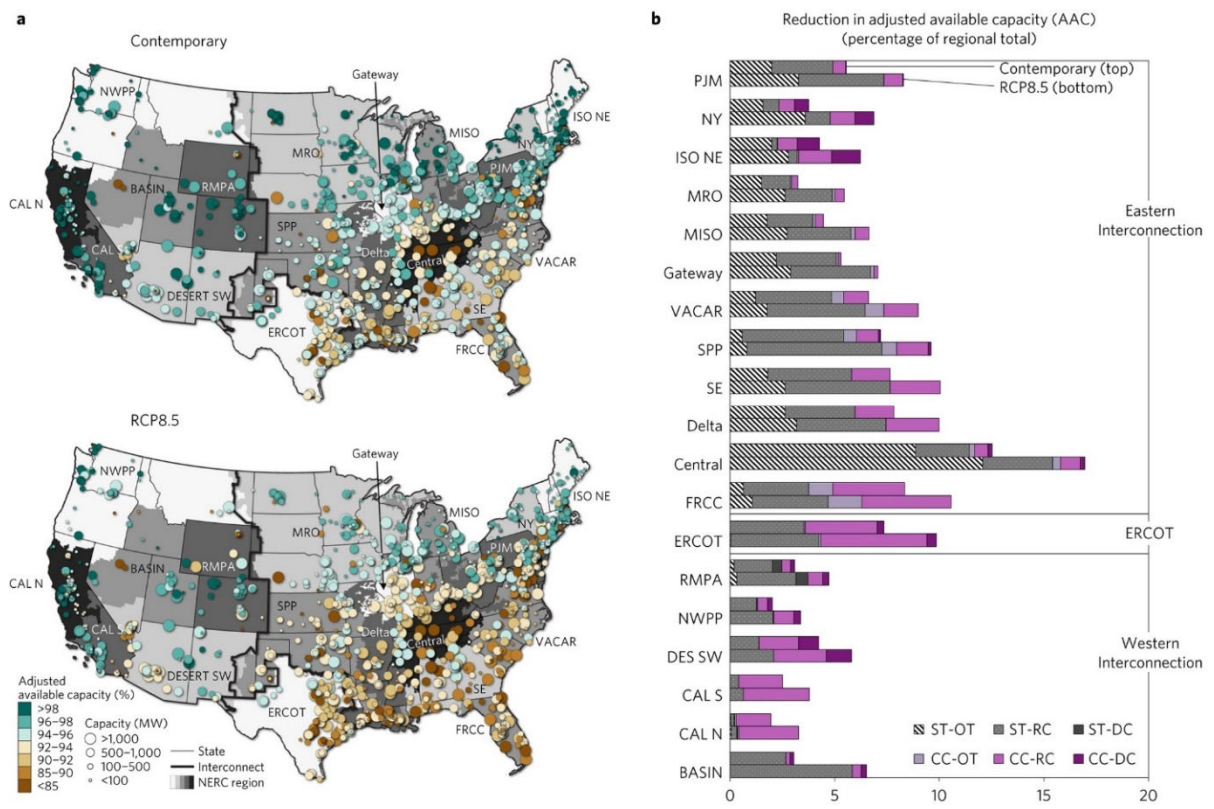 a
Contemporary
Gateway
NWPP
ISO NE
MISO
NY
MRO
PJM
BASIN
RMPA
CAL N
SPP
CAL S
Delta
Central
VACAR
DESERT SW
SE
ERCOT
FRCC
RCP8.5
Gateway
NWPP
ISO NE
MISO
NY
MRO
PJM
BASIN
RMPA
CAL N
SPP
CAL S
Delta
Central
VACAR
DESERT SW
SE
ERCOT
FRCC
Adjusted
available capacity (%)
>98
96–98
94–96
92–94
90–92
85–90
<85
Capacity (MW)
>1,000
500–1,000
100–500
<100
State
Interconnect
NERC region
b
Reduction in adjusted available capacity (AAC)
(percentage of regional total)
Contemporary (top)
RCP8.5 (bottom)
PJM
NY
ISO NE
MRO
MISO
Gateway
VACAR
SPP
SE
Delta
Central
FRCC
Eastern
Interconnection
ERCOT
ERCOT
RMPA
NWPP
DES SW
CAL S
CAL N
BASIN
Western
Interconnection
ST-OT ST-RC ST-DC
CC-OT CC-RC CC-DC
0 5 10 15 20